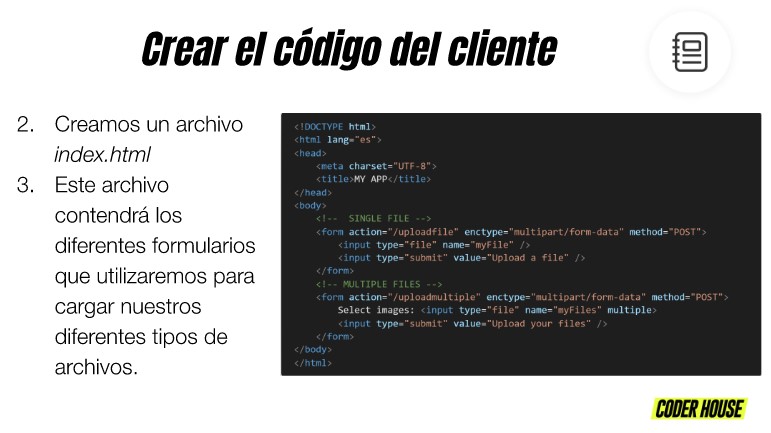 Crear el código del cliente
2. Creamos un archivo
index.html
3. Este archivo
contendrá los
diferentes formularios
que utilizaremos para
cargar nuestros
diferentes tipos de
archivos.
<!DOCTYPE html>
<html lang="es">
<head>
    <meta charset="UTF-8">
    <title>MY APP</title>
</head>
<body>
    <!--  SINGLE FILE -->
    <form action="/uploadfile" enctype="multipart/form-data" method="POST">
        <input type="file" name="myFile" />
        <input type="submit" value="Upload a file" />
    </form>
    <!-- MULTIPLE FILES -->
    <form action="/uploadmultiple" enctype="multipart/form-data" method="POST">
        Select images: <input type="file" name="myFiles" multiple>
        <input type="submit" value="Upload your files" />
    </form>
</body>
</html>
CODER HOUSE